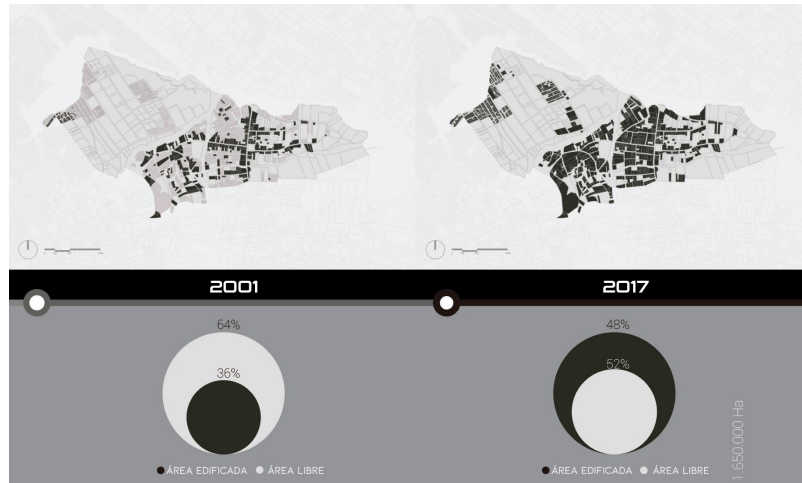 2001
2017
64%
36%
48%
52%
ÁREA EDIFICADA ÁREA LIBRE
ÁREA EDIFICADA ÁREA LIBRE
1.650.000 Ha